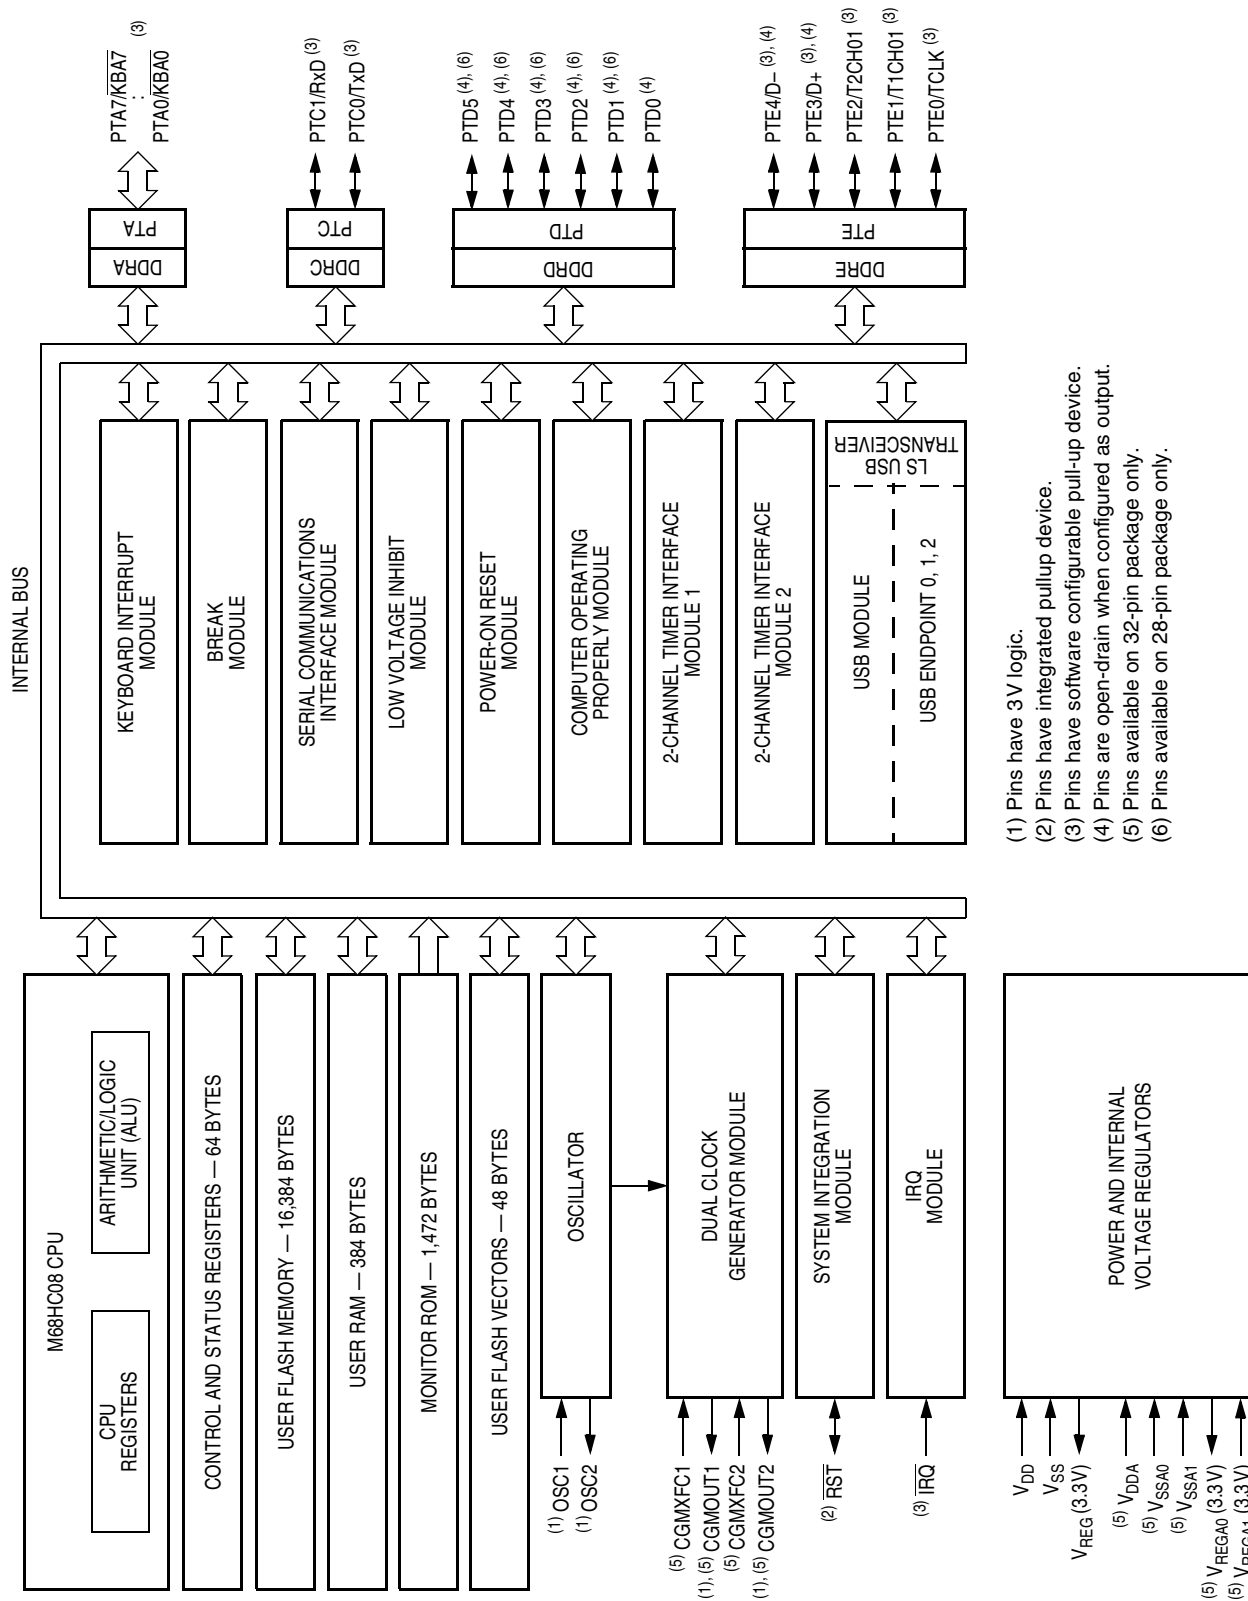 INTERNAL BUS
M68HC08 CPU
CPU
REGISTERS
ARITHMETIC/LOGIC
UNIT (ALU)
CONTROL AND STATUS REGISTERS — 64 BYTES
USER FLASH MEMORY — 16,384 BYTES
USER RAM — 384 BYTES
MONITOR ROM — 1,472 BYTES
USER FLASH VECTORS — 48 BYTES
(1) OSC1
(1) OSC2
OSCILLATOR
(5) CGMXFC1
(1), (5) CGMOUT1
(5) CGMXFC2
(1), (5) CGMOUT2
DUAL CLOCK
GENERATOR MODULE
(2) R̅S̅T̅
SYSTEM INTEGRATION
MODULE
(3) I̅R̅Q̅
IRQ
MODULE
VDD
VSS
VREG (3.3 V)
(5) VDDA
(5) VSSA0
(5) VSSA1
(5) VREGA0 (3.3 V)
(5) VREGA1 (3.3 V)
POWER AND INTERNAL
VOLTAGE REGULATORS
KEYBOARD INTERRUPT
MODULE
BREAK
MODULE
SERIAL COMMUNICATIONS
INTERFACE MODULE
LOW VOLTAGE INHIBIT
MODULE
POWER-ON RESET
MODULE
COMPUTER OPERATING
PROPERLY MODULE
2-CHANNEL TIMER INTERFACE
MODULE 1
2-CHANNEL TIMER INTERFACE
MODULE 2
USB MODULE
USB ENDPOINT 0, 1, 2
LS USB
TRANSCEIVER
DDRA
PTA
PTA7/K̅B̅A̅7̅
: (3)
PTA0/K̅B̅A̅0̅
DDRC
PTC
PTC1/RxD (3)
PTC0/TxD (3)
DDRD
PTD
PTD5 (4), (6)
PTD4 (4), (6)
PTD3 (4), (6)
PTD2 (4), (6)
PTD1 (4), (6)
PTD0 (4)
DDRE
PTE
PTE4/D– (3), (4)
PTE3/D+ (3), (4)
PTE2/T2CH01 (3)
PTE1/T1CH01 (3)
PTE0/TCLK (3)
(1) Pins have 3 V logic.
(2) Pins have integrated pullup device.
(3) Pins have software configurable pull-up device.
(4) Pins are open-drain when configured as output.
(5) Pins available on 32-pin package only.
(6) Pins available on 28-pin package only.